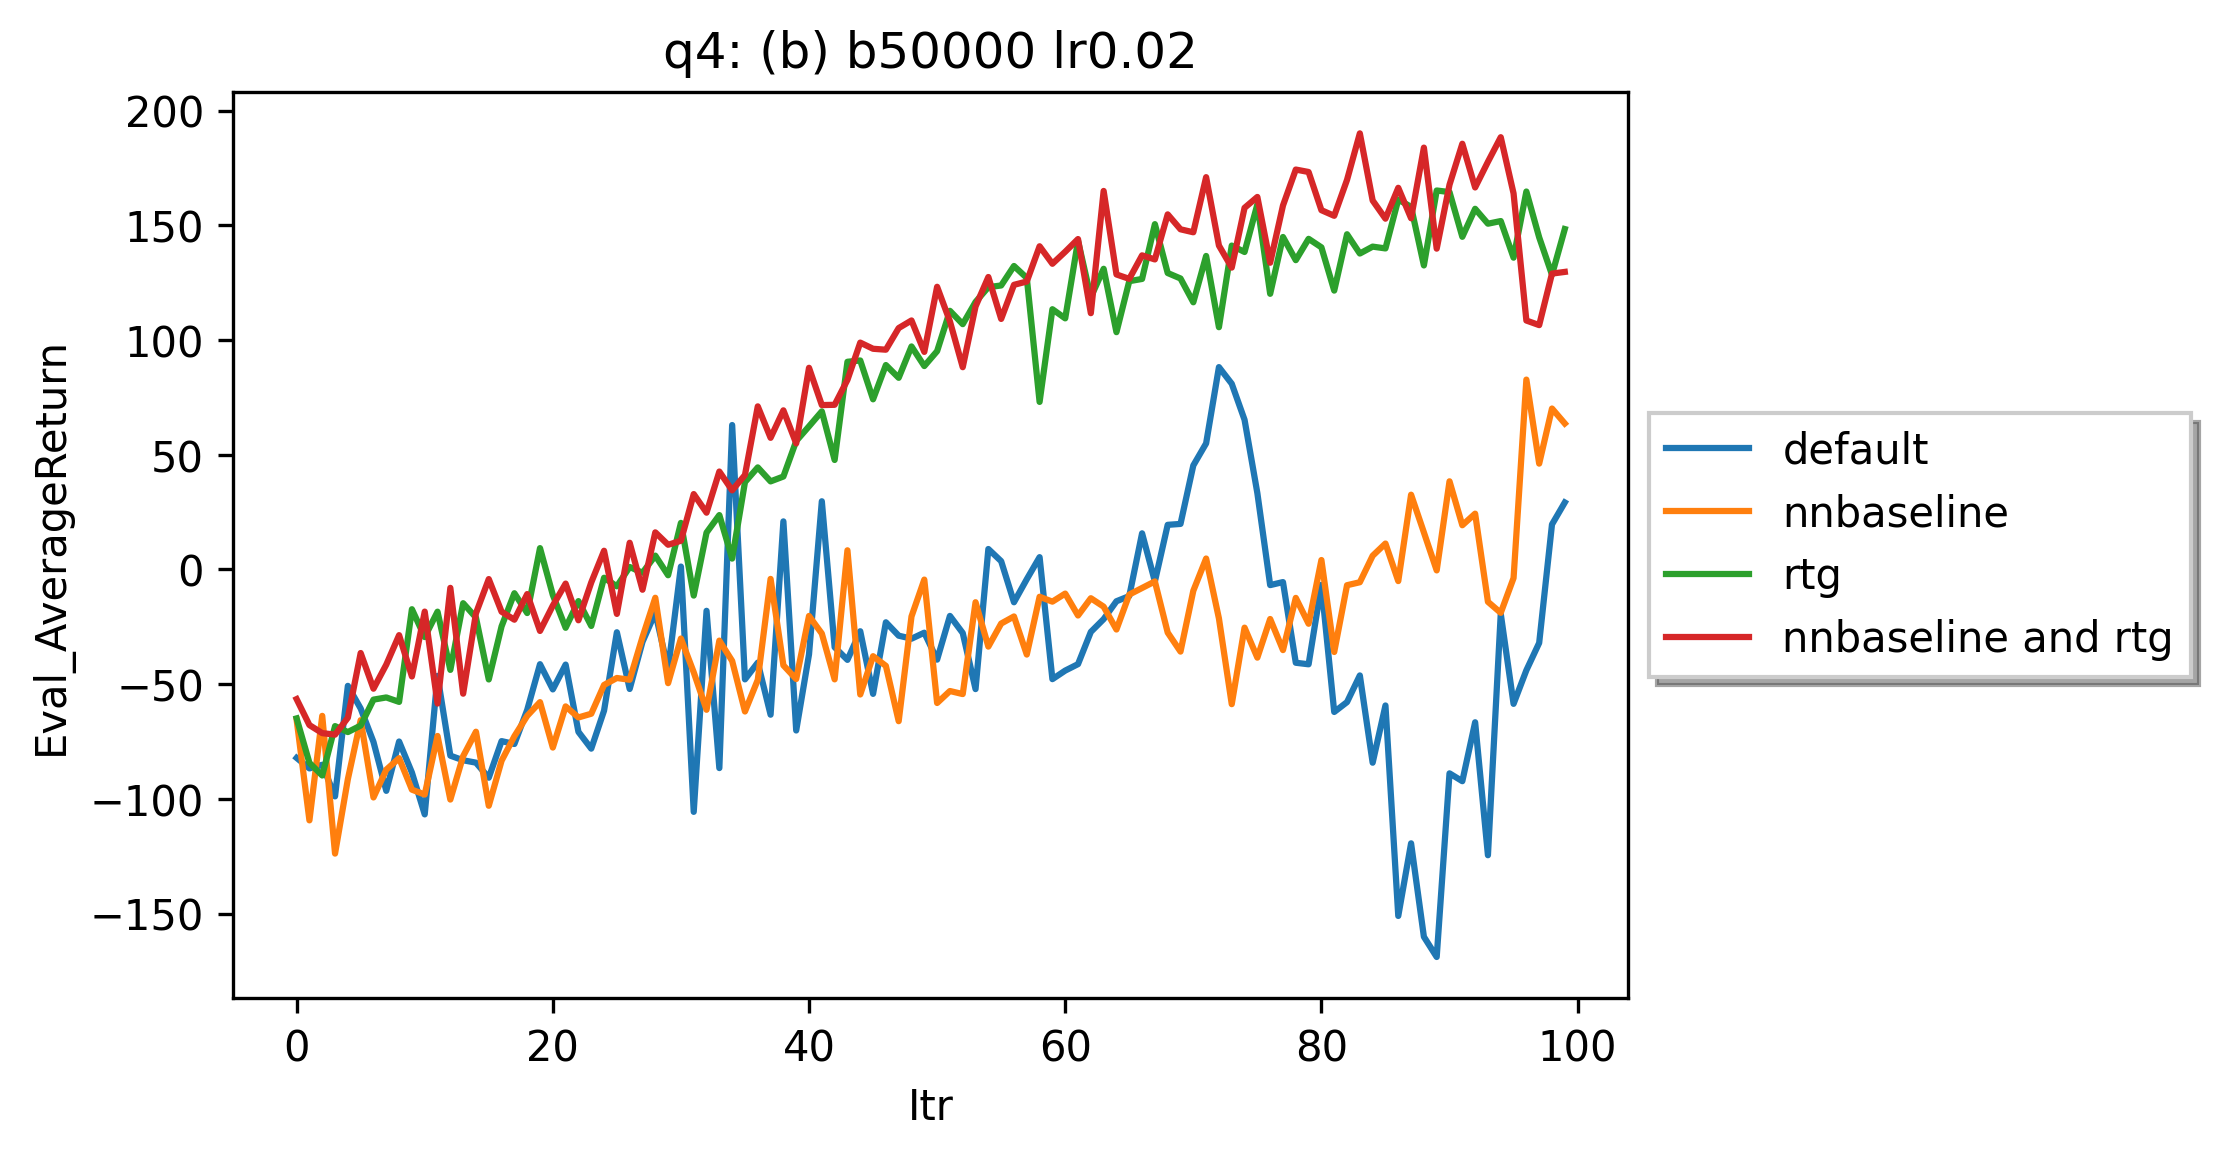 q4: (b) b50000 lr0.02
200
150
100
50
0
−50
−100
−150
Eval_AverageReturn
0 20 40 60 80 100
Itr
default
nnbaseline
rtg
nnbaseline and rtg